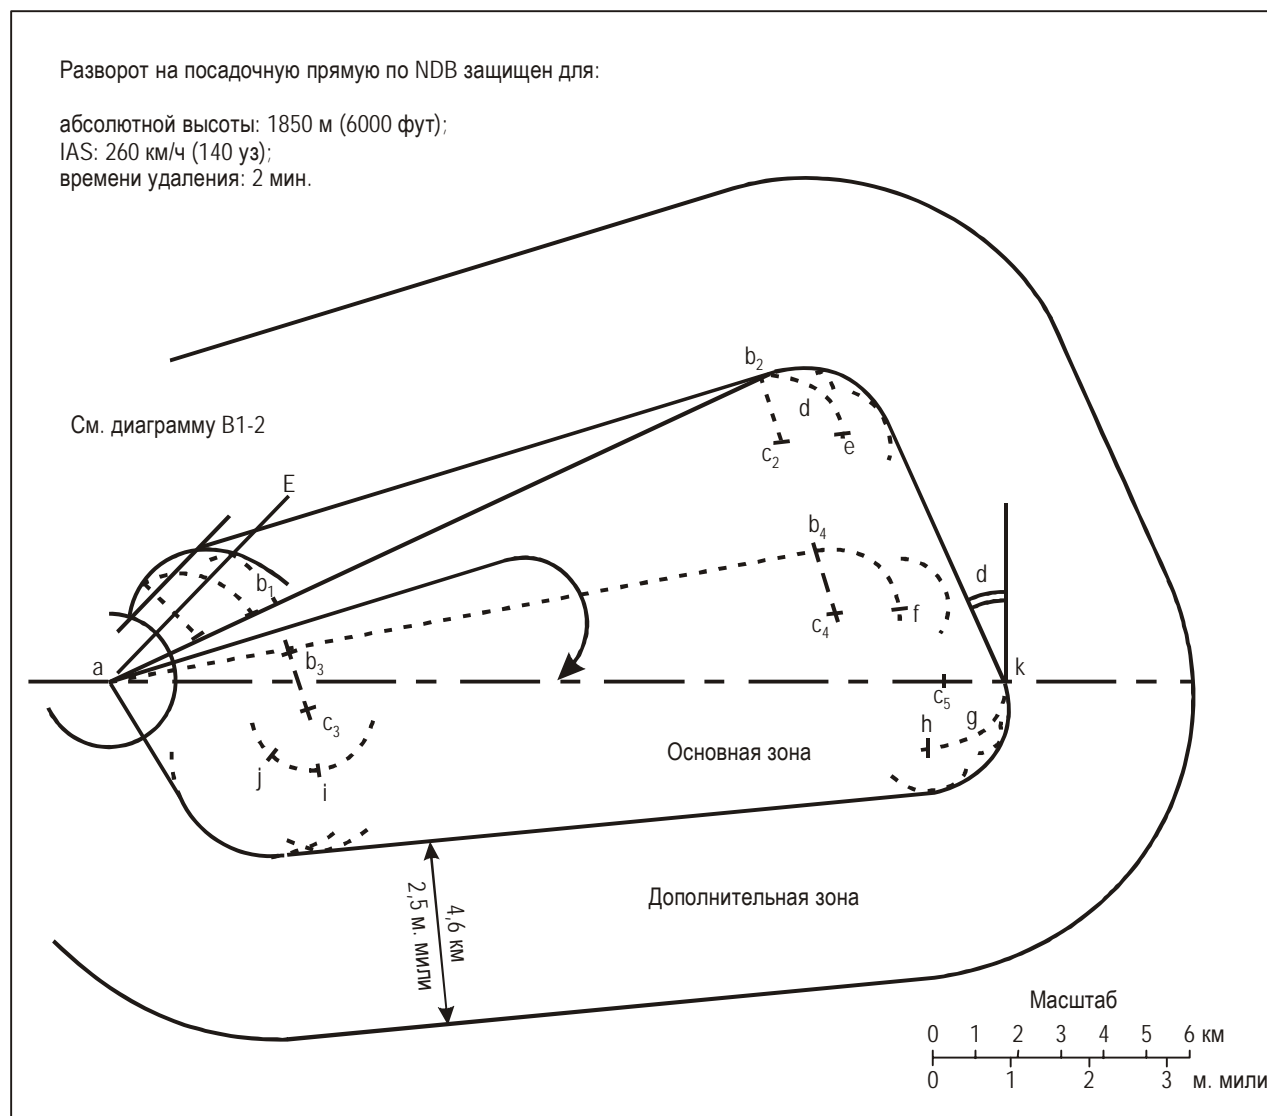 Разворот на посадочную прямую по NDB защищен для:
абсолютной высоты: 1850 м (6000 фут);
IAS: 260 км/ч (140 уз);
времени удаления: 2 мин.
b2
d
c2
e
См. диаграмму B1-2
E
b4
b1
d
f
c4
a
b3
k
c5
c3
g
h
Основная зона
j
i
Дополнительная зона
4,6 км
2,5 м. мили
Масштаб
0 1 2 3 4 5 6 км
0 1 2 3 м. мили